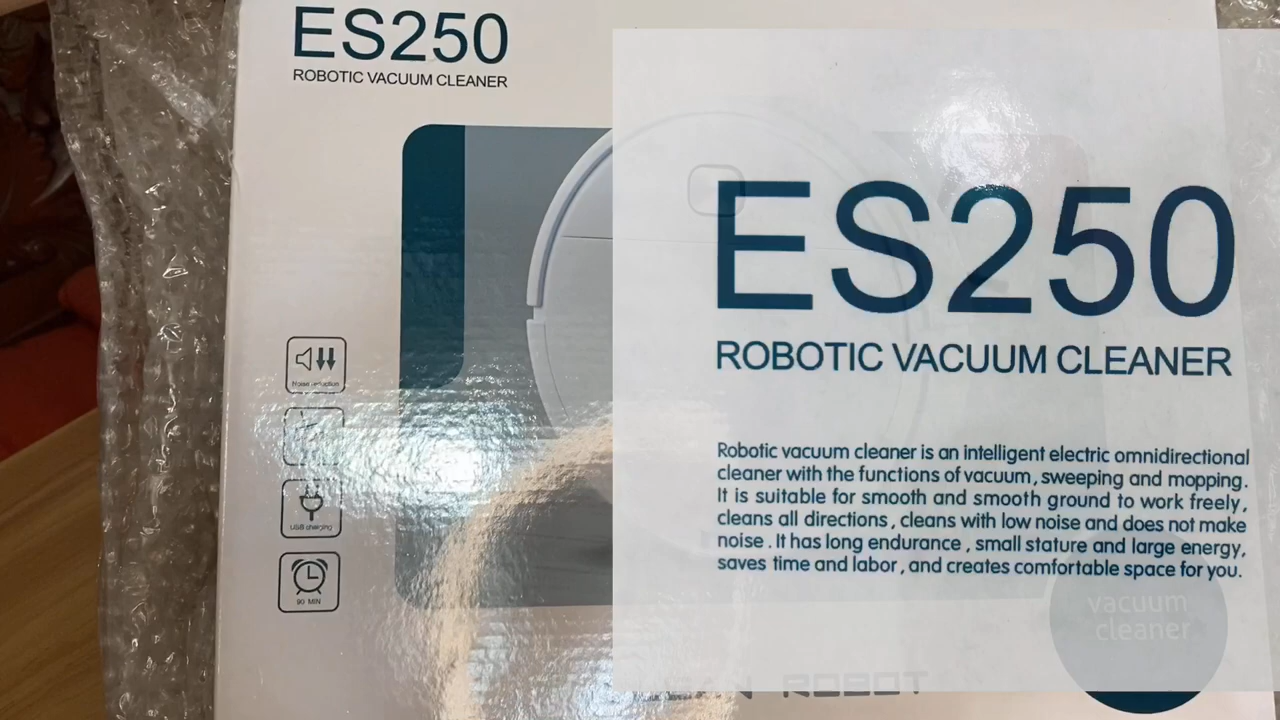 ES250
ROBOTIC VACUUM CLEANER
ES250
ROBOTIC VACUUM CLEANER
Robotic vacuum cleaner is an intelligent electric omnidirectional
cleaner with the functions of vacuum, sweeping and mopping.
It is suitable for smooth and smooth ground to work freely,
cleans all directions, cleans with low noise and does not make
noise. It has long endurance, small stature and large energy,
saves time and labor, and creates comfortable space for you.
Noise reduction
USB charging
90 MIN
vacuum
cleaner
ROBOT